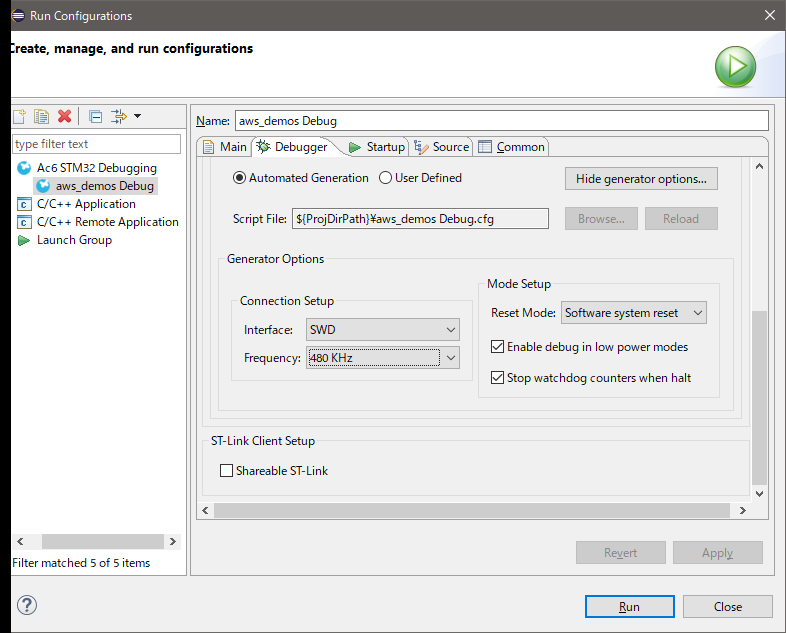 Run Configurations
Create, manage, and run configurations
type filter text
Ac6 STM32 Debugging
aws_demos Debug
C/C++ Application
C/C++ Remote Application
Launch Group
Filter matched 5 of 5 items
Name: aws_demos Debug
Main Debugger Startup Source Common
Automated Generation User Defined Hide generator options...
Script File: ${ProjDirPath}¥aws_demos Debug.cfg Browse... Reload
Generator Options
Connection Setup
Interface: SWD
Frequency: 480 KHz
Mode Setup
Reset Mode: Software system reset
Enable debug in low power modes
Stop watchdog counters when halt
ST-Link Client Setup
Shareable ST-Link
Revert Apply
Run Close